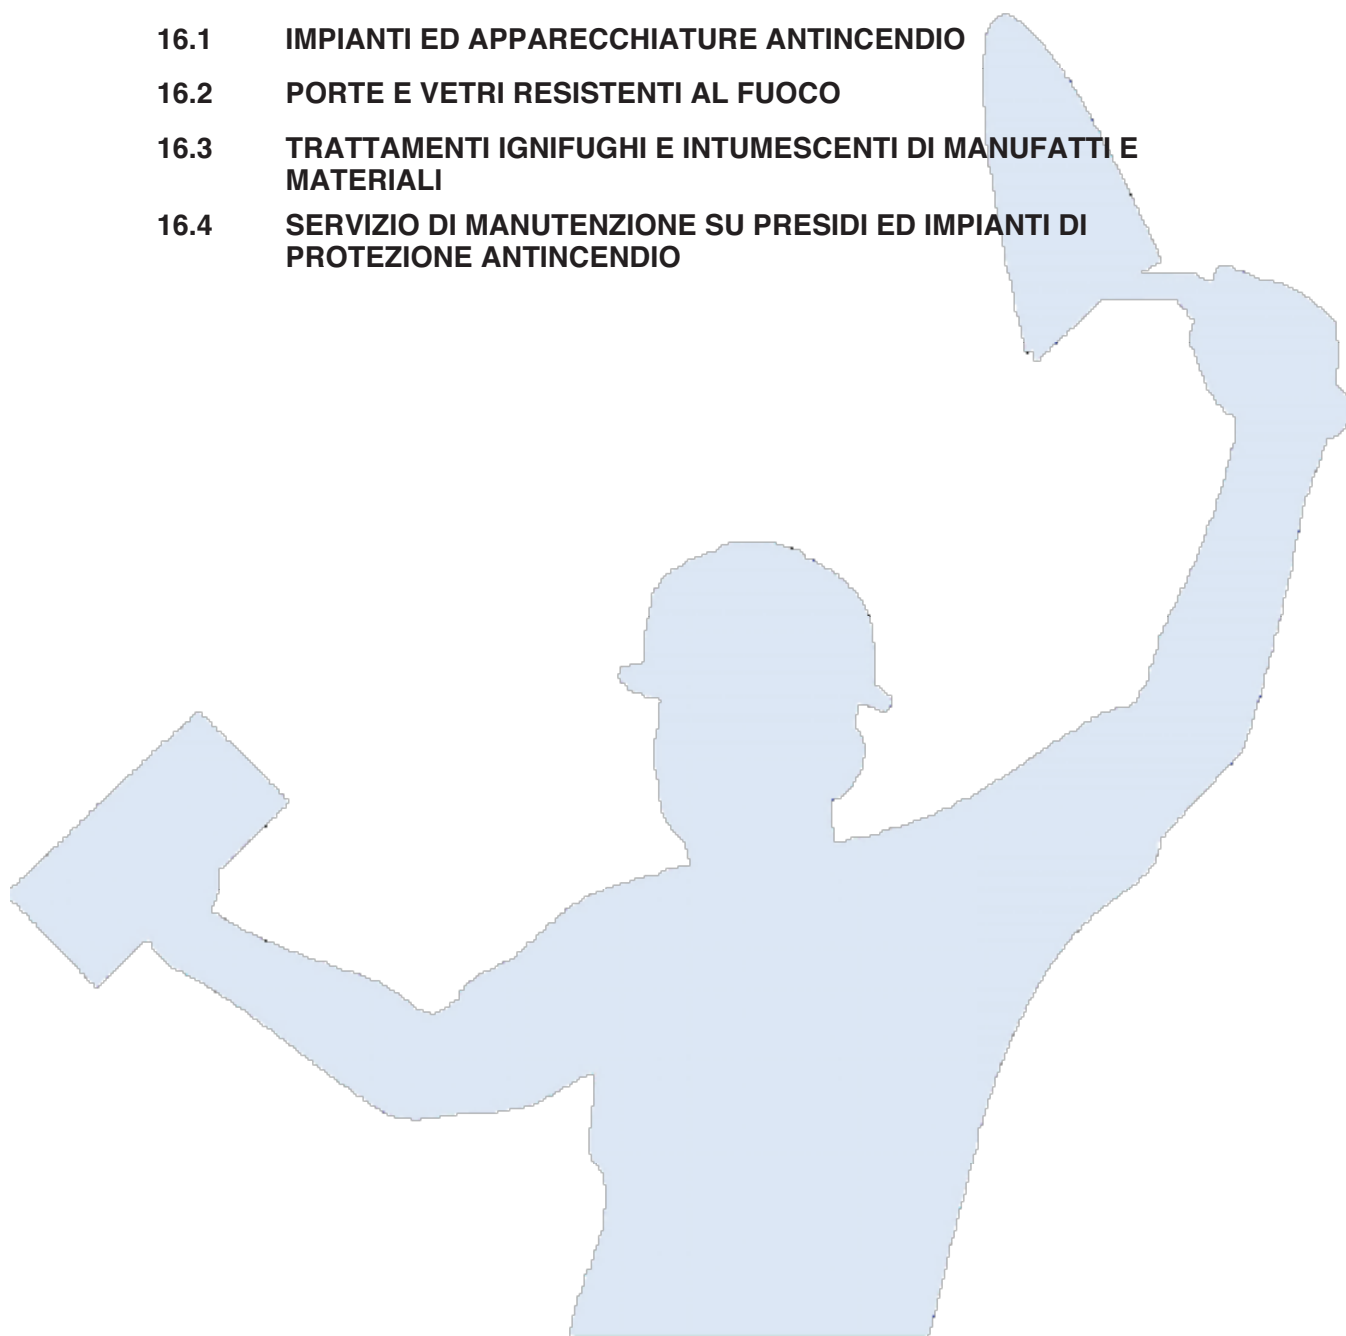 16.1 IMPIANTI ED APPARECCHIATURE ANTINCENDIO
16.2 PORTE E VETRI RESISTENTI AL FUOCO
16.3 TRATTAMENTI IGNIFUGHI E INTUMESCENTI DI MANUFATTI E
MATERIALI
16.4 SERVIZIO DI MANUTENZIONE SU PRESIDI ED IMPIANTI DI
PROTEZIONE ANTINCENDIO